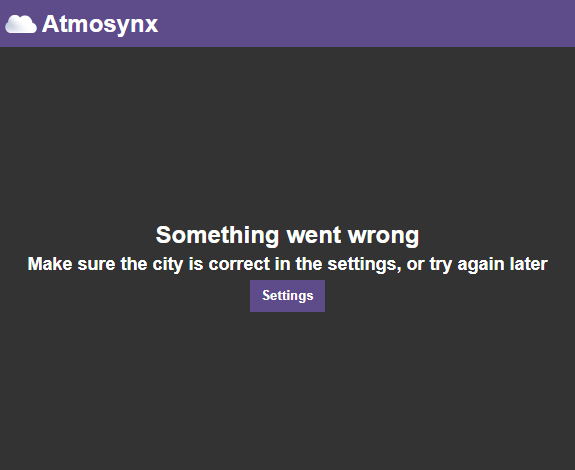 Atmosynx
Something went wrong
Make sure the city is correct in the settings, or try again later
Settings